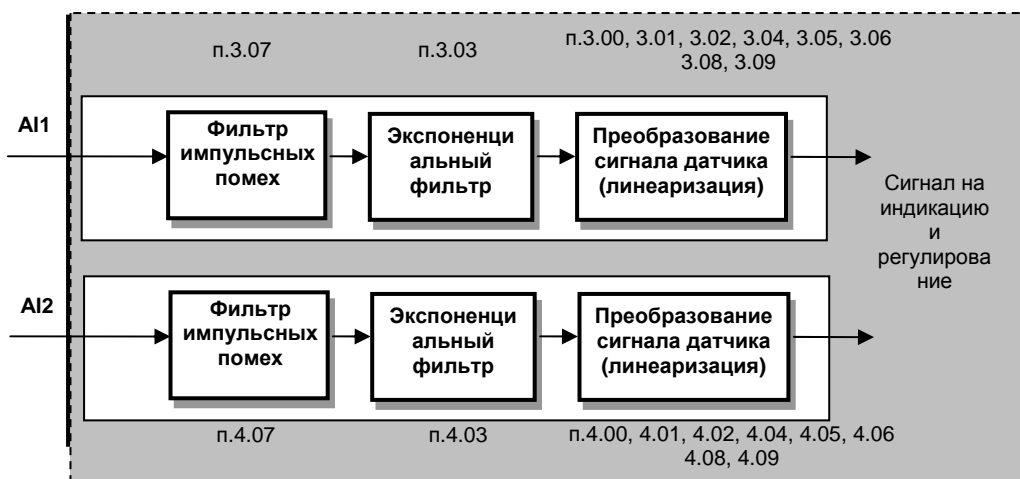 п.3.07
п.3.03
п.3.00, 3.01, 3.02, 3.04, 3.05, 3.06
3.08, 3.09
AI1
Фильтр
импульсных
помех
Экспоненци
альный
фильтр
Преобразование
сигнала датчика
(линеаризация)
Сигнал на
индикацию
и
регулирова
ние
AI2
Фильтр
импульсных
помех
Экспоненци
альный
фильтр
Преобразование
сигнала датчика
(линеаризация)
п.4.07
п.4.03
п.4.00, 4.01, 4.02, 4.04, 4.05, 4.06
4.08, 4.09